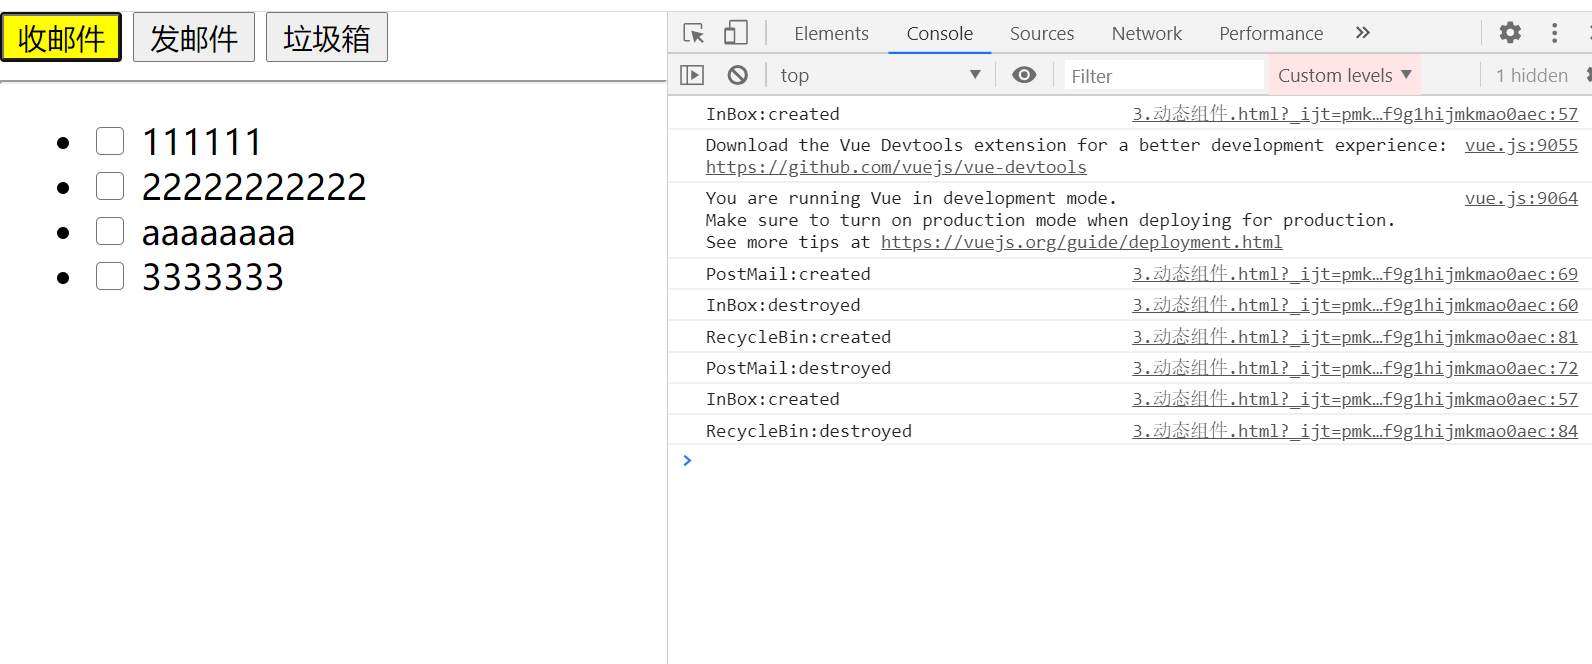 收邮件 发邮件 垃圾箱
111111
22222222222
aaaaaaaa
3333333
Elements Console Sources Network Performance »
top Filter Custom levels 1 hidden
InBox:created 3.动态组件.html?_ijt=pmk…f9g1hijmkmao0aec:57
Download the Vue Devtools extension for a better development experience: vue.js:9055
https://github.com/vuejs/vue-devtools
You are running Vue in development mode. vue.js:9064
Make sure to turn on production mode when deploying for production.
See more tips at https://vuejs.org/guide/deployment.html
PostMail:created 3.动态组件.html?_ijt=pmk…f9g1hijmkmao0aec:69
InBox:destroyed 3.动态组件.html?_ijt=pmk…f9g1hijmkmao0aec:60
RecycleBin:created 3.动态组件.html?_ijt=pmk…f9g1hijmkmao0aec:81
PostMail:destroyed 3.动态组件.html?_ijt=pmk…f9g1hijmkmao0aec:72
InBox:created 3.动态组件.html?_ijt=pmk…f9g1hijmkmao0aec:57
RecycleBin:destroyed 3.动态组件.html?_ijt=pmk…f9g1hijmkmao0aec:84